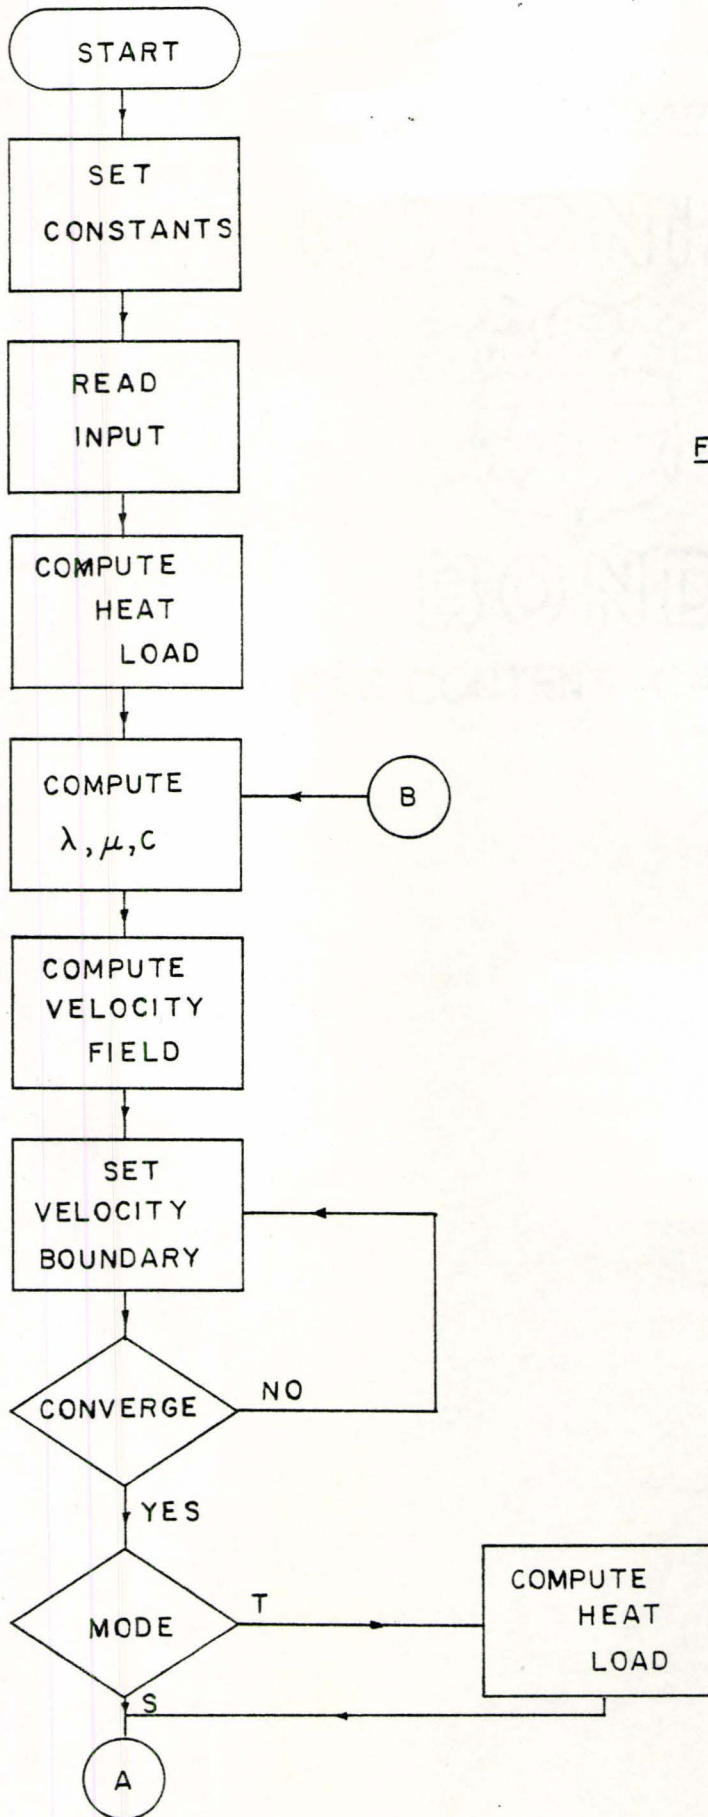 START
SET
CONSTANTS
READ
INPUT
F
COMPUTE
HEAT
LOAD
COMPUTE
λ, μ, C
B
COMPUTE
VELOCITY
FIELD
SET
VELOCITY
BOUNDARY
CONVERGE
NO
YES
MODE
T
COMPUTE
HEAT
LOAD
S
A